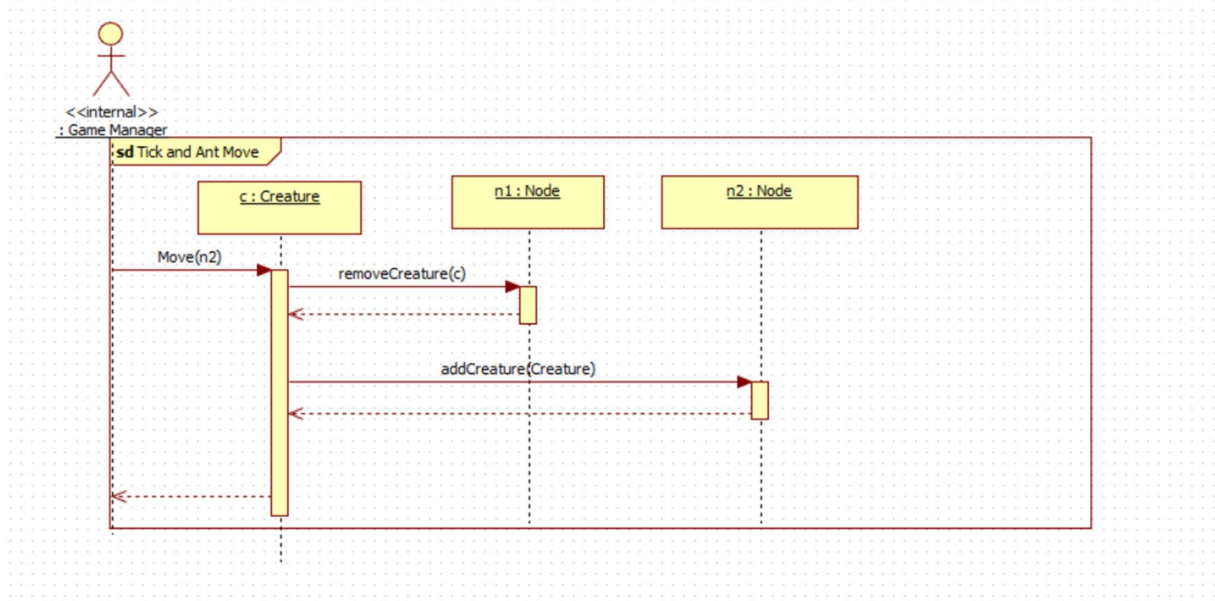 <<internal>>
: Game Manager
sd Tick and Ant Move
c : Creature
n1 : Node
n2 : Node
Move(n2)
removeCreature(c)
addCreature(Creature)